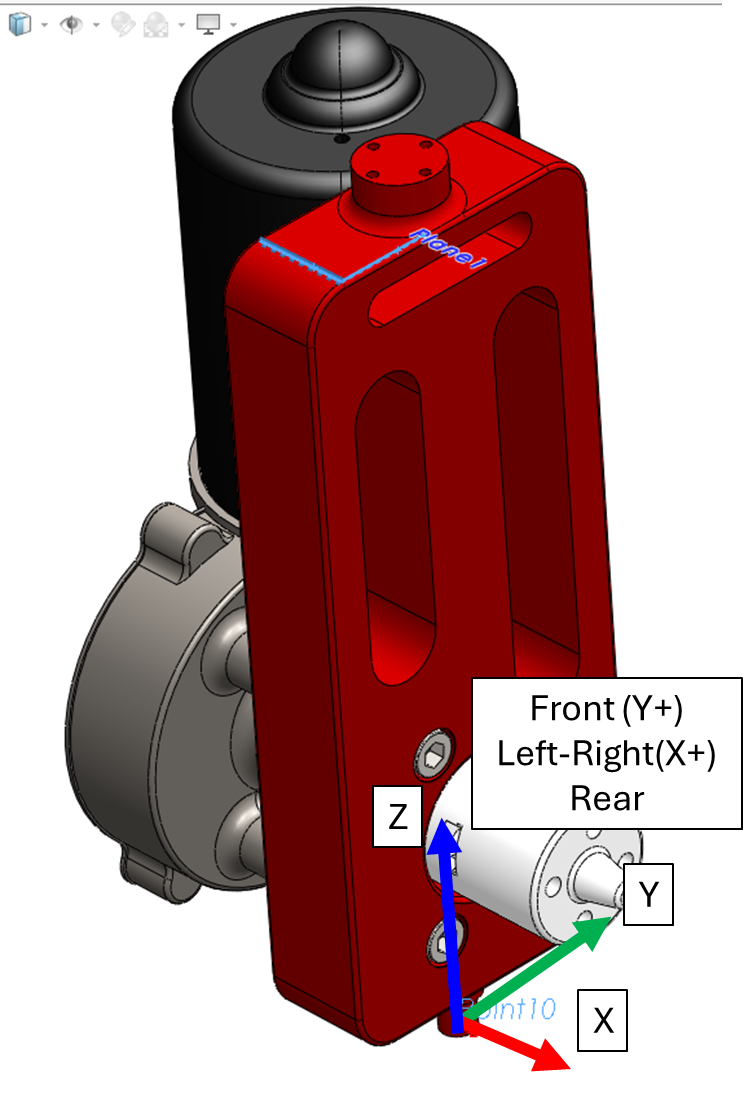 Plane1
Front (Y+)
Left-Right(X+)
Rear
Z
Y
Point10
X